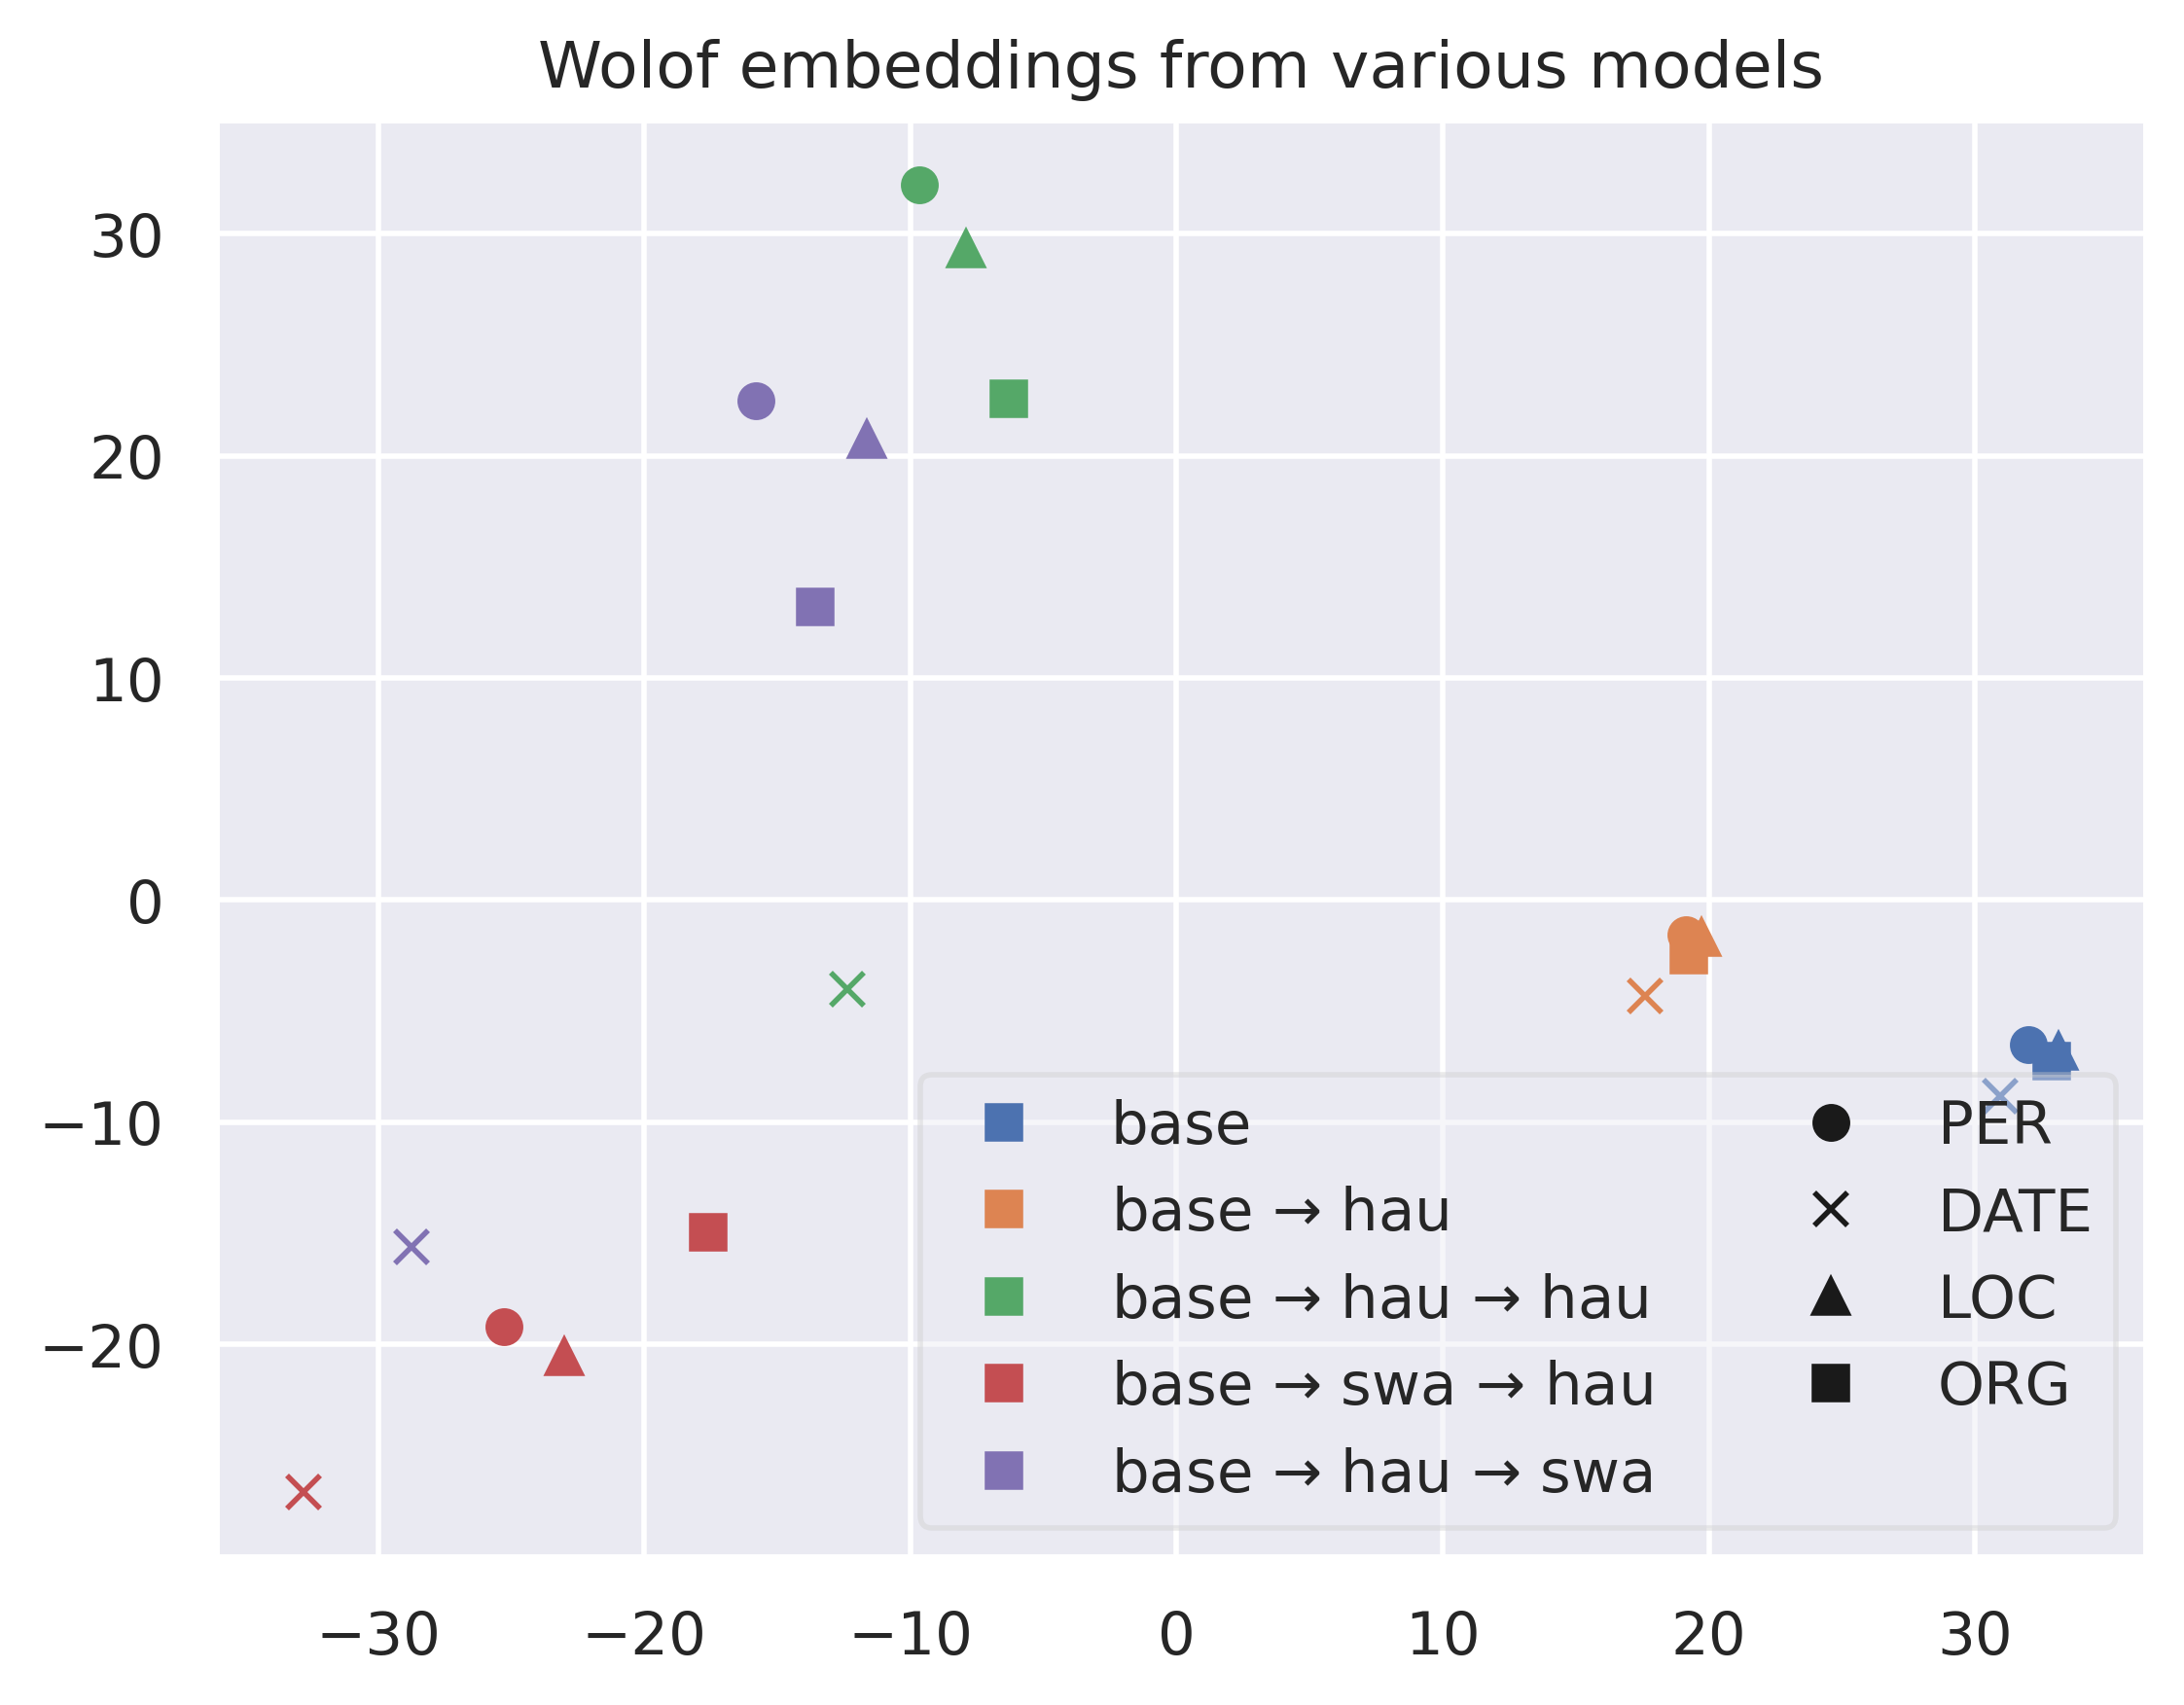 Wolof embeddings from various models
30
20
10
0
−10
−20
base
base → hau
base → hau → hau
base → swa → hau
base → hau → swa
PER
DATE
LOC
ORG
−30 −20 −10 0 10 20 30